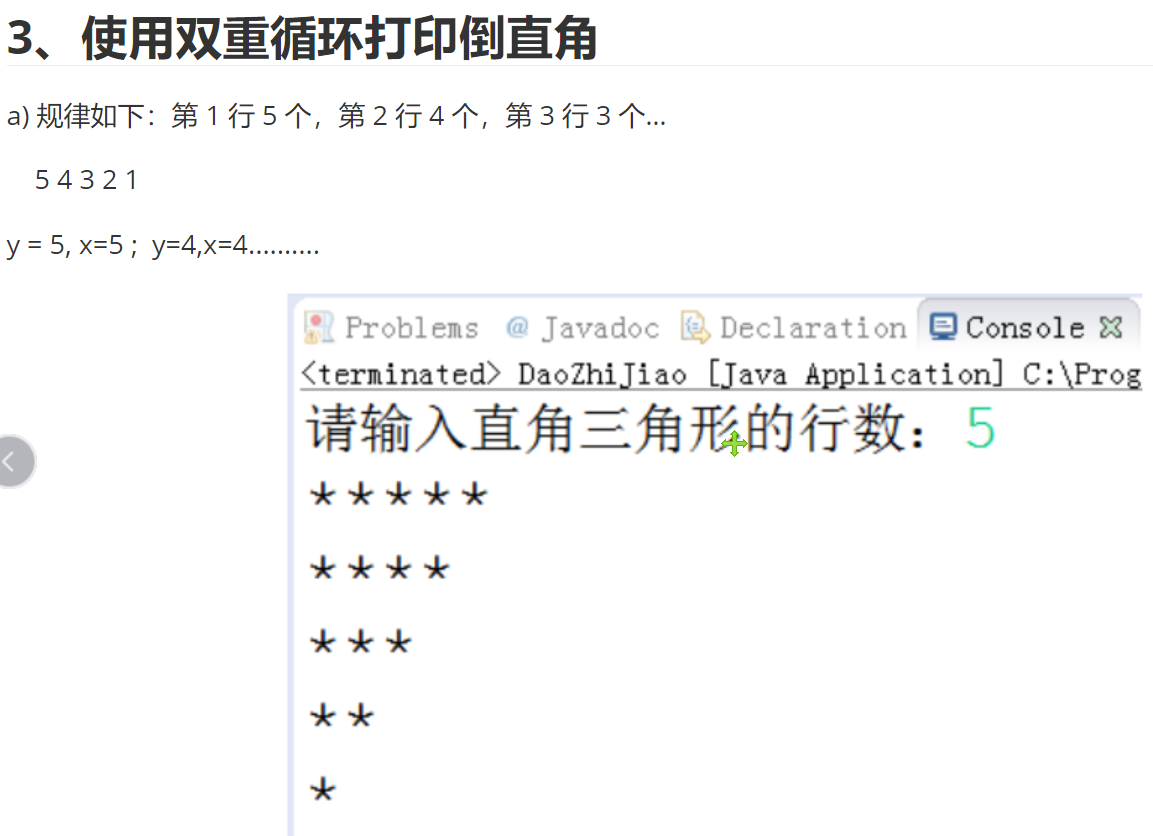 3、使用双重循环打印倒直角
a) 规律如下：第 1 行 5 个，第 2 行 4 个，第 3 行 3 个...
5 4 3 2 1
y = 5, x=5 ;  y=4,x=4..........
Problems @ Javadoc Declaration Console
<terminated> DaoZhiJiao [Java Application] C:\Prog
请输入直角三角形的行数：5
*****
****
***
**
*